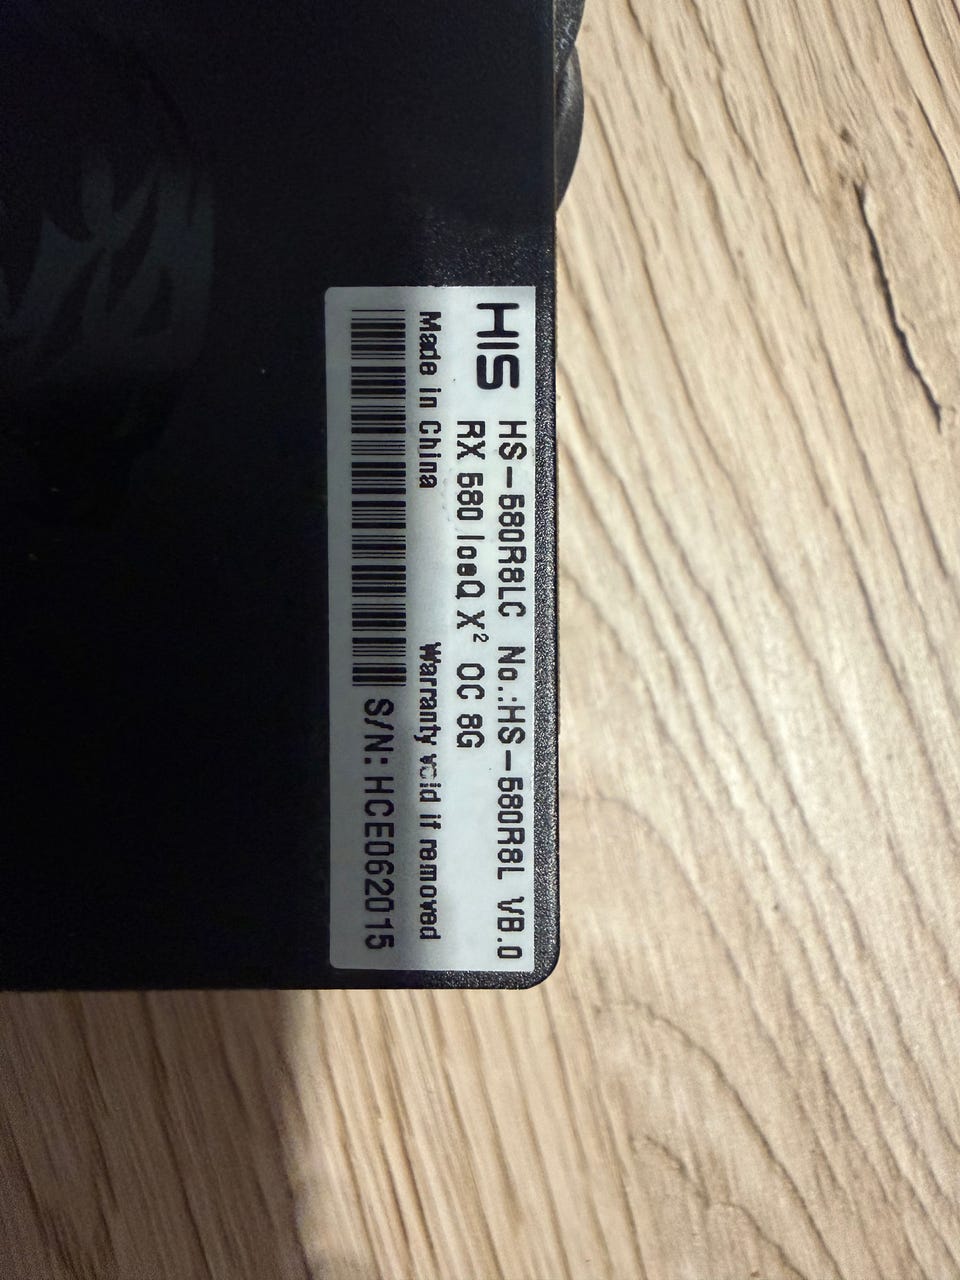 HIS HS-580R8LC No.:HS-580R8L VB.0
RX 580 IceQ X² OC 8G
Made in China Warranty void if removed
S/N:HCE062015